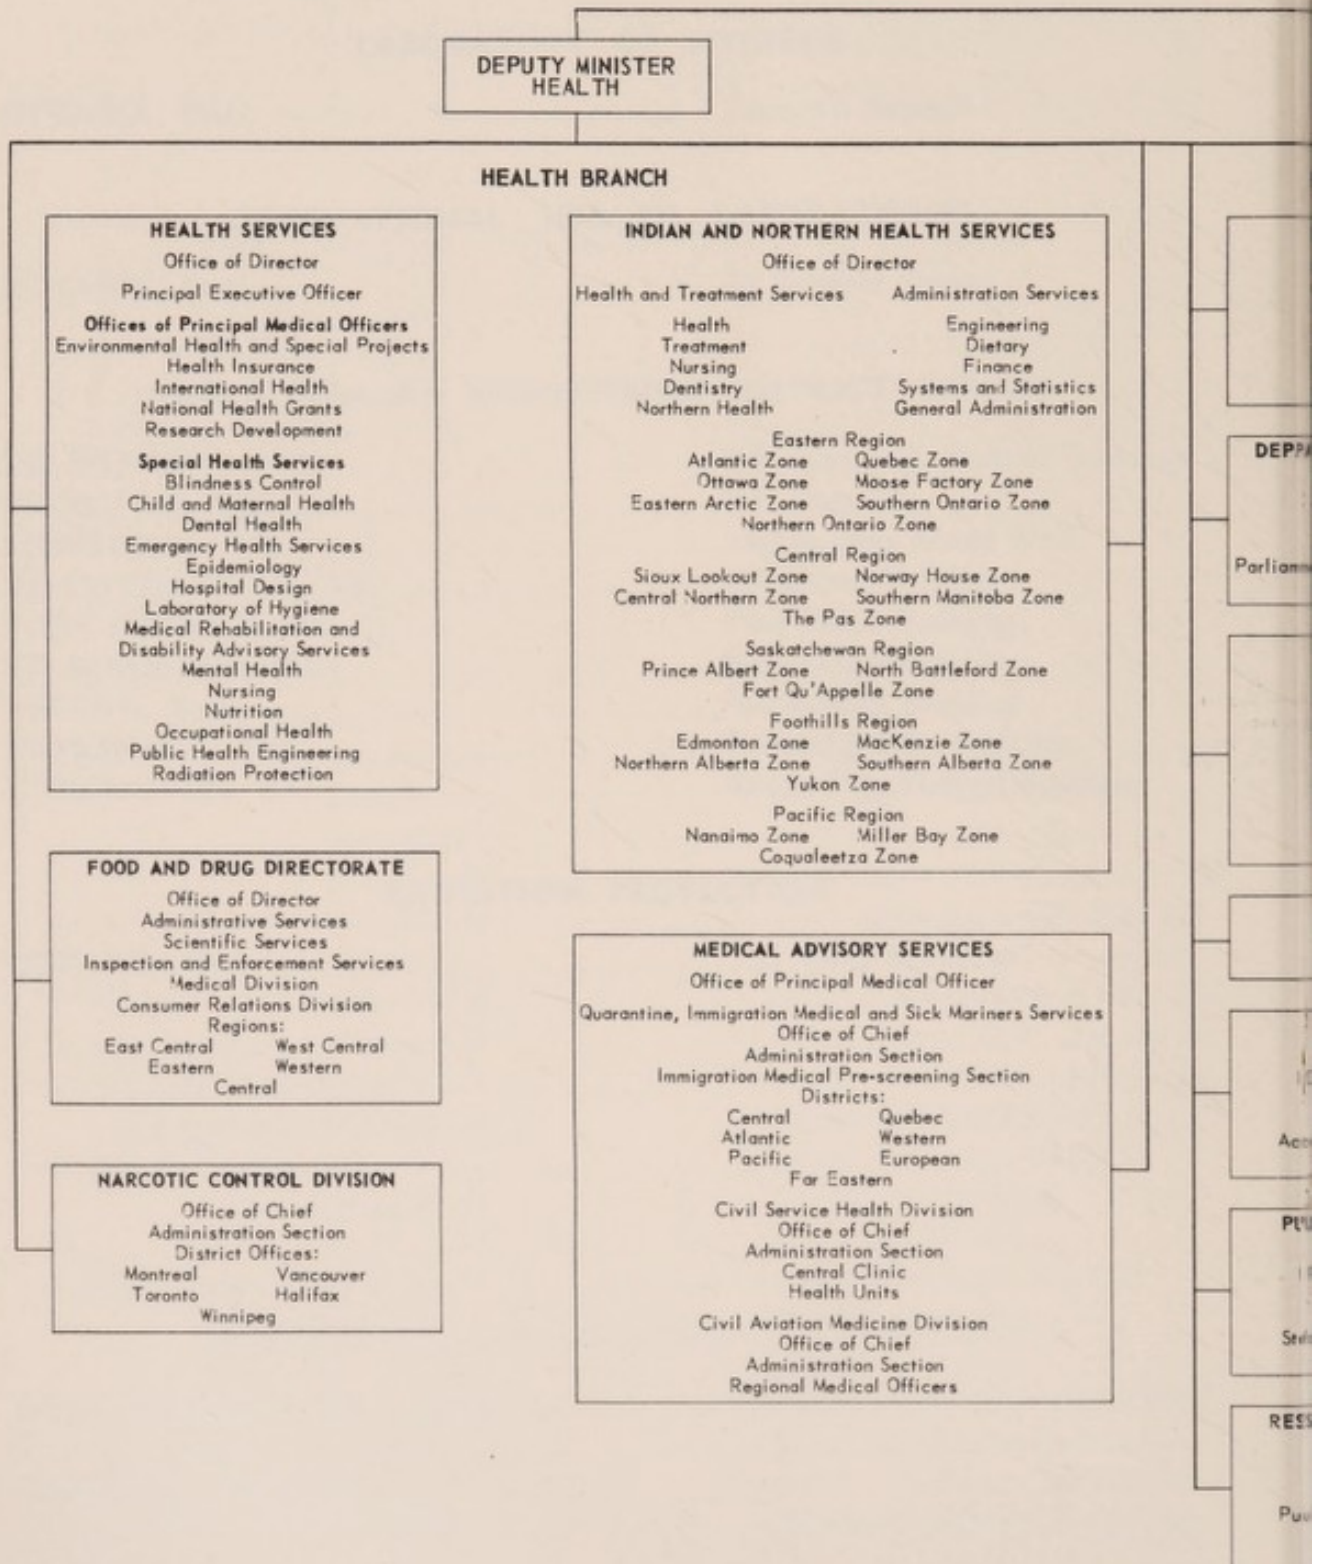 DEPUTY MINISTER
HEALTH
HEALTH BRANCH
HEALTH SERVICES
Office of Director
Principal Executive Officer
Offices of Principal Medical Officers
Environmental Health and Special Projects
Health Insurance
International Health
National Health Grants
Research Development
Special Health Services
Blindness Control
Child and Maternal Health
Dental Health
Emergency Health Services
Epidemiology
Hospital Design
Laboratory of Hygiene
Medical Rehabilitation and
Disability Advisory Services
Mental Health
Nursing
Nutrition
Occupational Health
Public Health Engineering
Radiation Protection
FOOD AND DRUG DIRECTORATE
Office of Director
Administrative Services
Scientific Services
Inspection and Enforcement Services
Medical Division
Consumer Relations Division
Regions:
East Central West Central
Eastern Western
Central
NARCOTIC CONTROL DIVISION
Office of Chief
Administration Section
District Offices:
Montreal Vancouver
Toronto Halifax
Winnipeg
INDIAN AND NORTHERN HEALTH SERVICES
Office of Director
Health and Treatment Services Administration Services
Health Engineering
Treatment Dietary
Nursing Finance
Dentistry Systems and Statistics
Northern Health General Administration
Eastern Region
Atlantic Zone Quebec Zone
Ottawa Zone Moose Factory Zone
Eastern Arctic Zone Southern Ontario Zone
Northern Ontario Zone
Central Region
Sioux Lookout Zone Norway House Zone
Central Northern Zone Southern Manitoba Zone
The Pas Zone
Saskatchewan Region
Prince Albert Zone North Battleford Zone
Fort Qu'Appelle Zone
Foothills Region
Edmonton Zone MacKenzie Zone
Northern Alberta Zone Southern Alberta Zone
Yukon Zone
Pacific Region
Nanaimo Zone Miller Bay Zone
Coqualeetza Zone
MEDICAL ADVISORY SERVICES
Office of Principal Medical Officer
Quarantine, Immigration Medical and Sick Mariners Services
Office of Chief
Administration Section
Immigration Medical Pre-screening Section
Districts:
Central Quebec
Atlantic Western
Pacific European
Far Eastern
Civil Service Health Division
Office of Chief
Administration Section
Central Clinic
Health Units
Civil Aviation Medicine Division
Office of Chief
Administration Section
Regional Medical Officers